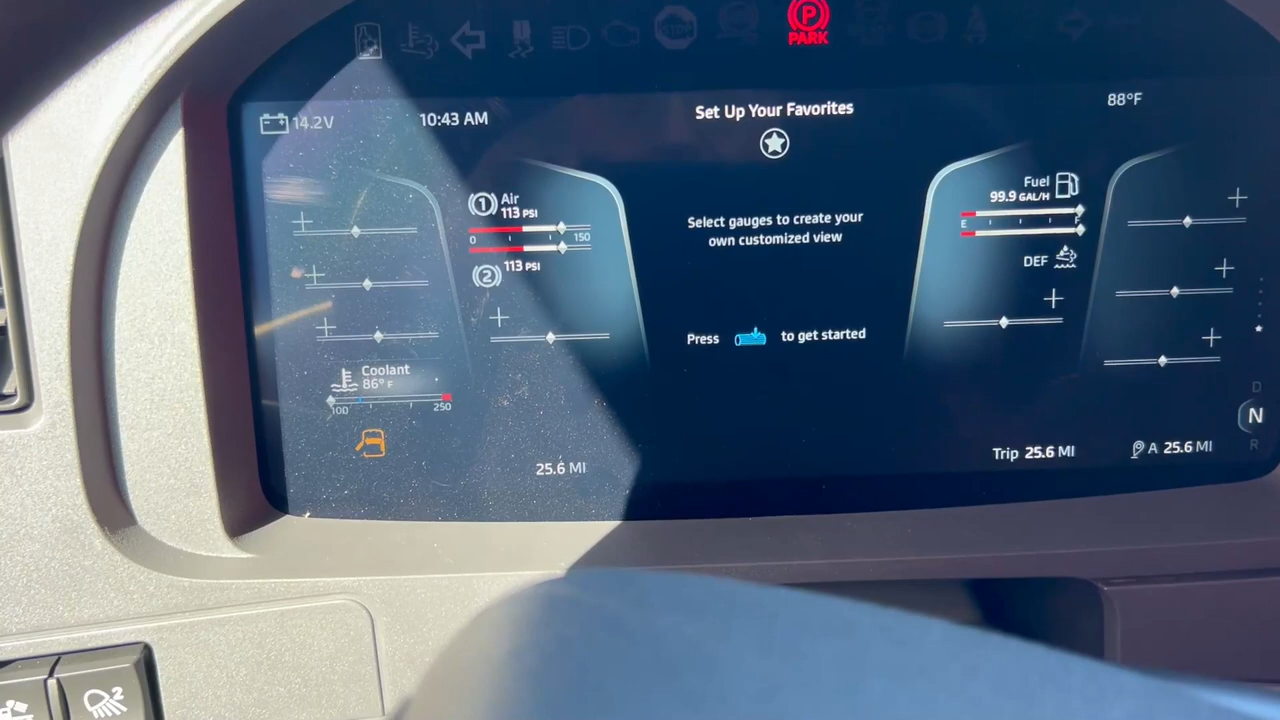 P
PARK
14.2V
10:43 AM
Set Up Your Favorites
88°F
1 Air
113 PSI
0 150
2 113 PSI
Select gauges to create your
own customized view
Fuel
99.9 GAL/H
E F
DEF
Press to get started
Coolant
86° F
100 250
25.6 MI
Trip 25.6 MI
A 25.6 MI
D
N
R
2